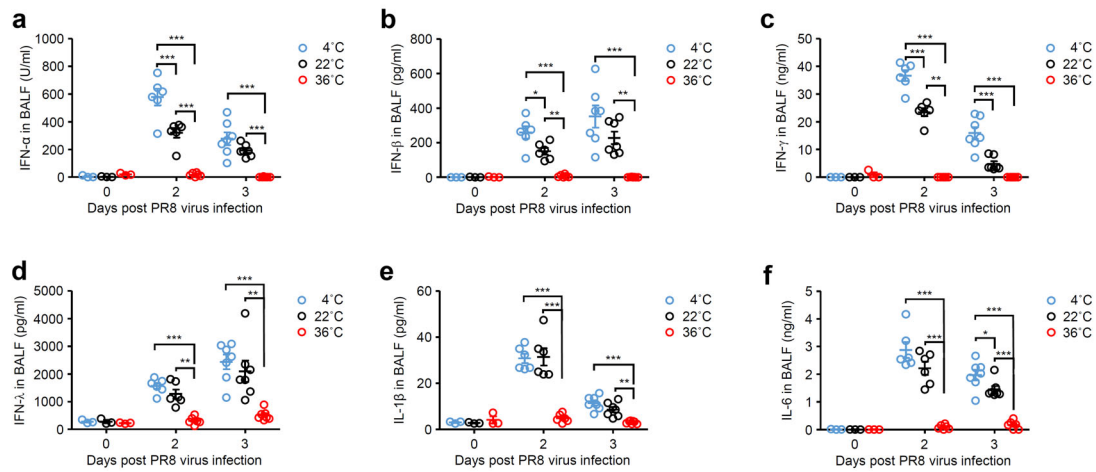 a
IFN-α in BALF (U/ml)
1000
800
600
400
200
0
***
***
***
***
***
4˚C
22˚C
36˚C
0 2 3
Days post PR8 virus infection
b
IFN-β in BALF (pg/ml)
800
600
400
200
0
***
*
**
***
**
4˚C
22˚C
36˚C
0 2 3
Days post PR8 virus infection
c
IFN-γ in BALF (ng/ml)
50
40
30
20
10
0
***
***
**
***
***
4˚C
22˚C
36˚C
0 2 3
Days post PR8 virus infection
d
IFN-λ in BALF (pg/ml)
5000
4000
3000
2000
1000
0
***
**
***
**
4˚C
22˚C
36˚C
0 2 3
Days post PR8 virus infection
e
IL-1β in BALF (pg/ml)
60
40
20
0
***
***
***
**
4˚C
22˚C
36˚C
0 2 3
Days post PR8 virus infection
f
IL-6 in BALF (ng/ml)
5
4
3
2
1
0
***
***
***
*
***
4˚C
22˚C
36˚C
0 2 3
Days post PR8 virus infection